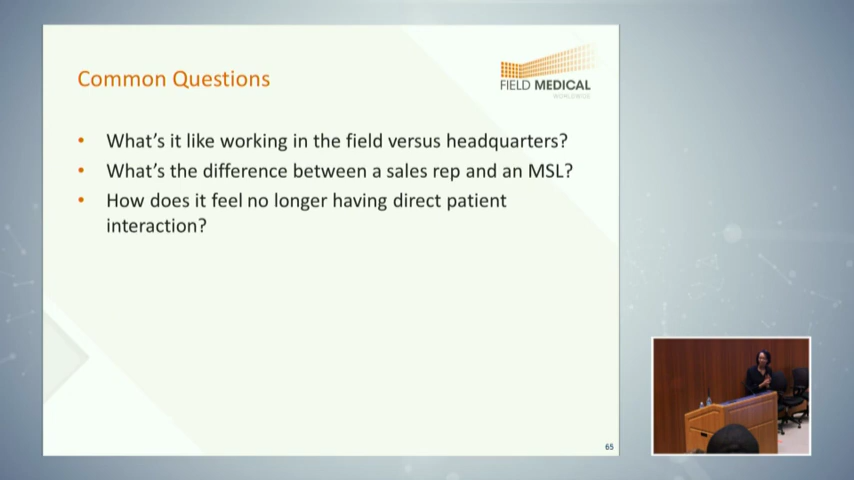 Common Questions
FIELD MEDICAL
WORLDWIDE
• What's it like working in the field versus headquarters?
• What's the difference between a sales rep and an MSL?
• How does it feel no longer having direct patient
interaction?
65